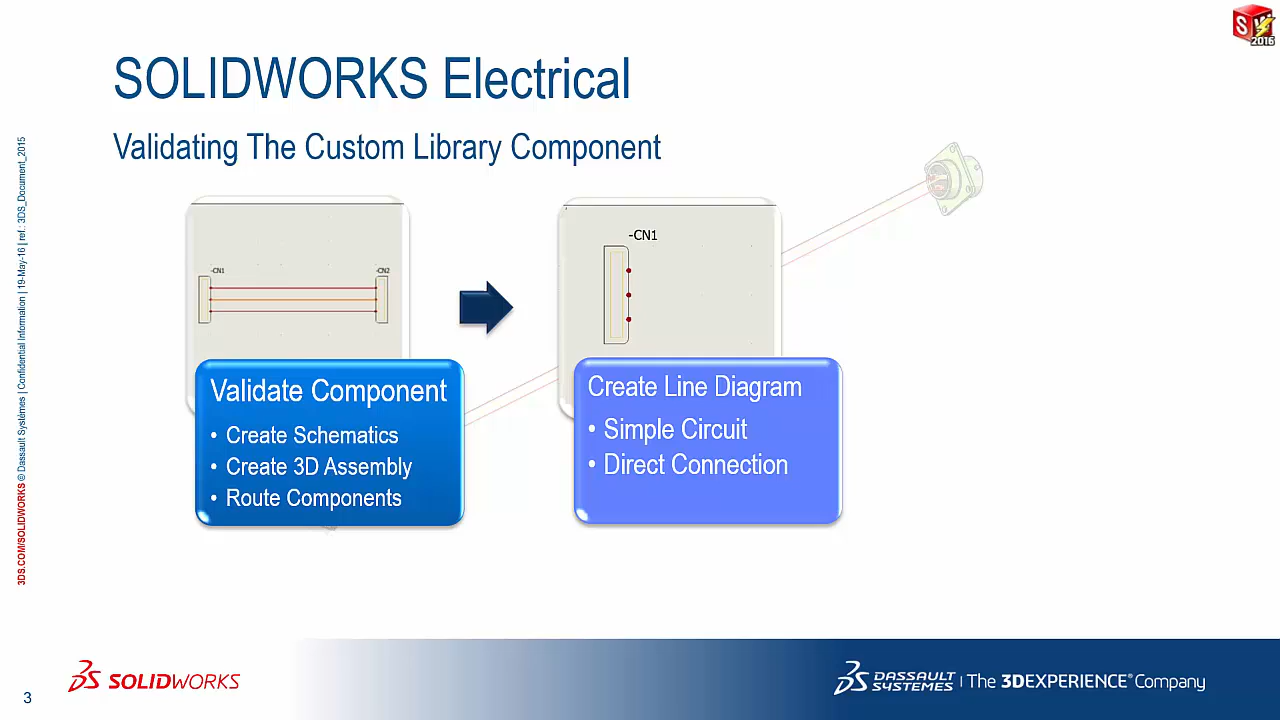 S
2016
SOLIDWORKS Electrical
Validating The Custom Library Component
-CN1
-CN2
-CN1
Validate Component
• Create Schematics
• Create 3D Assembly
• Route Components
Create Line Diagram
• Simple Circuit
• Direct Connection
3DS.COM/SOLIDWORKS © Dassault Systèmes | Confidential Information | 19-May-16 | ref.: 3DS_Document_2015
3
SOLIDWORKS
DASSAULT SYSTEMES | The 3DEXPERIENCE® Company